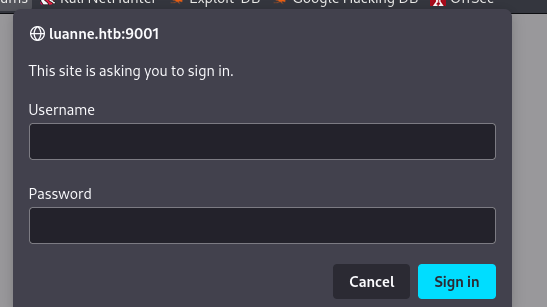 Kali NetHunter Exploit-DB Google Hacking DB OffSec
luanne.htb:9001
This site is asking you to sign in.
Username
Password
Cancel Sign in